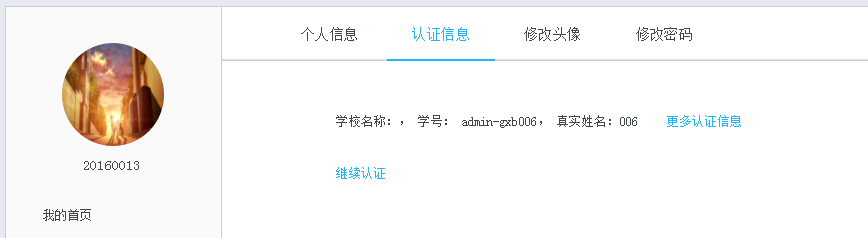 个人信息 认证信息 修改头像 修改密码
学校名称：， 学号： admin-gxb006， 真实姓名：006 更多认证信息
继续认证
20160013
我的首页